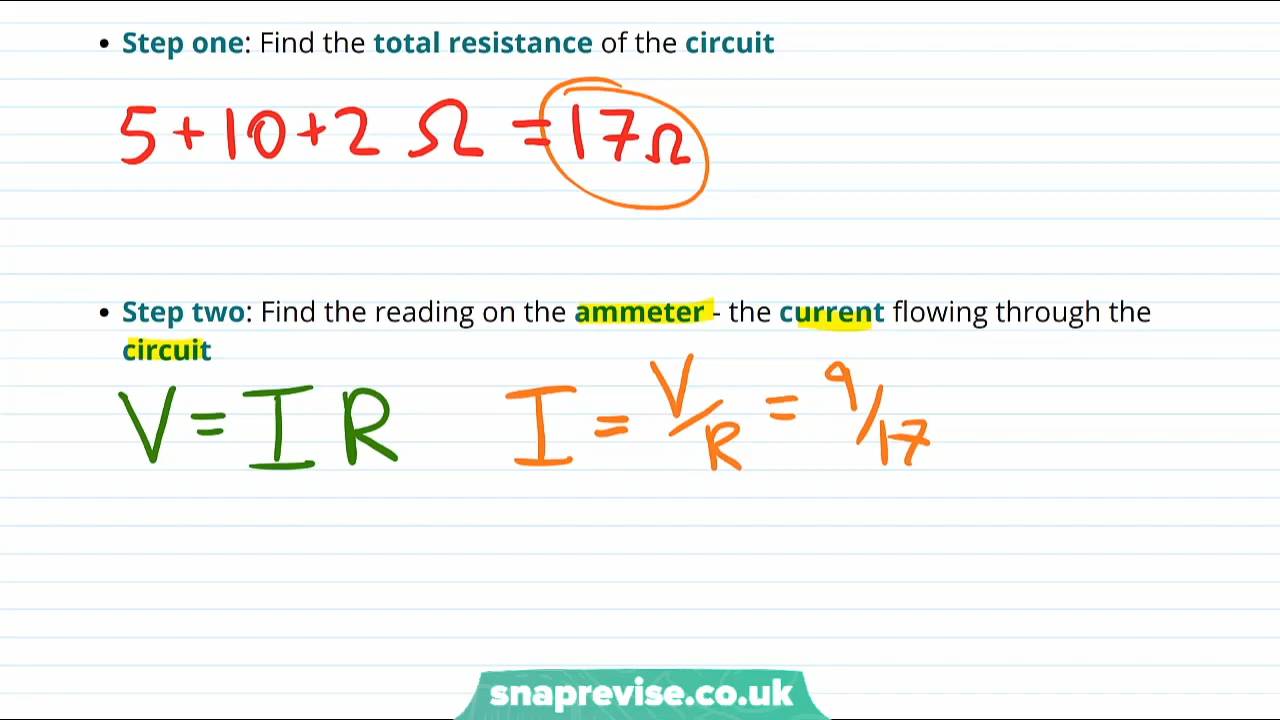 • Step one: Find the total resistance of the circuit
5+10+2 Ω = 17Ω
• Step two: Find the reading on the ammeter - the current flowing through the
circuit
V = I R I = V/R = 9/17
snaprevise.co.uk